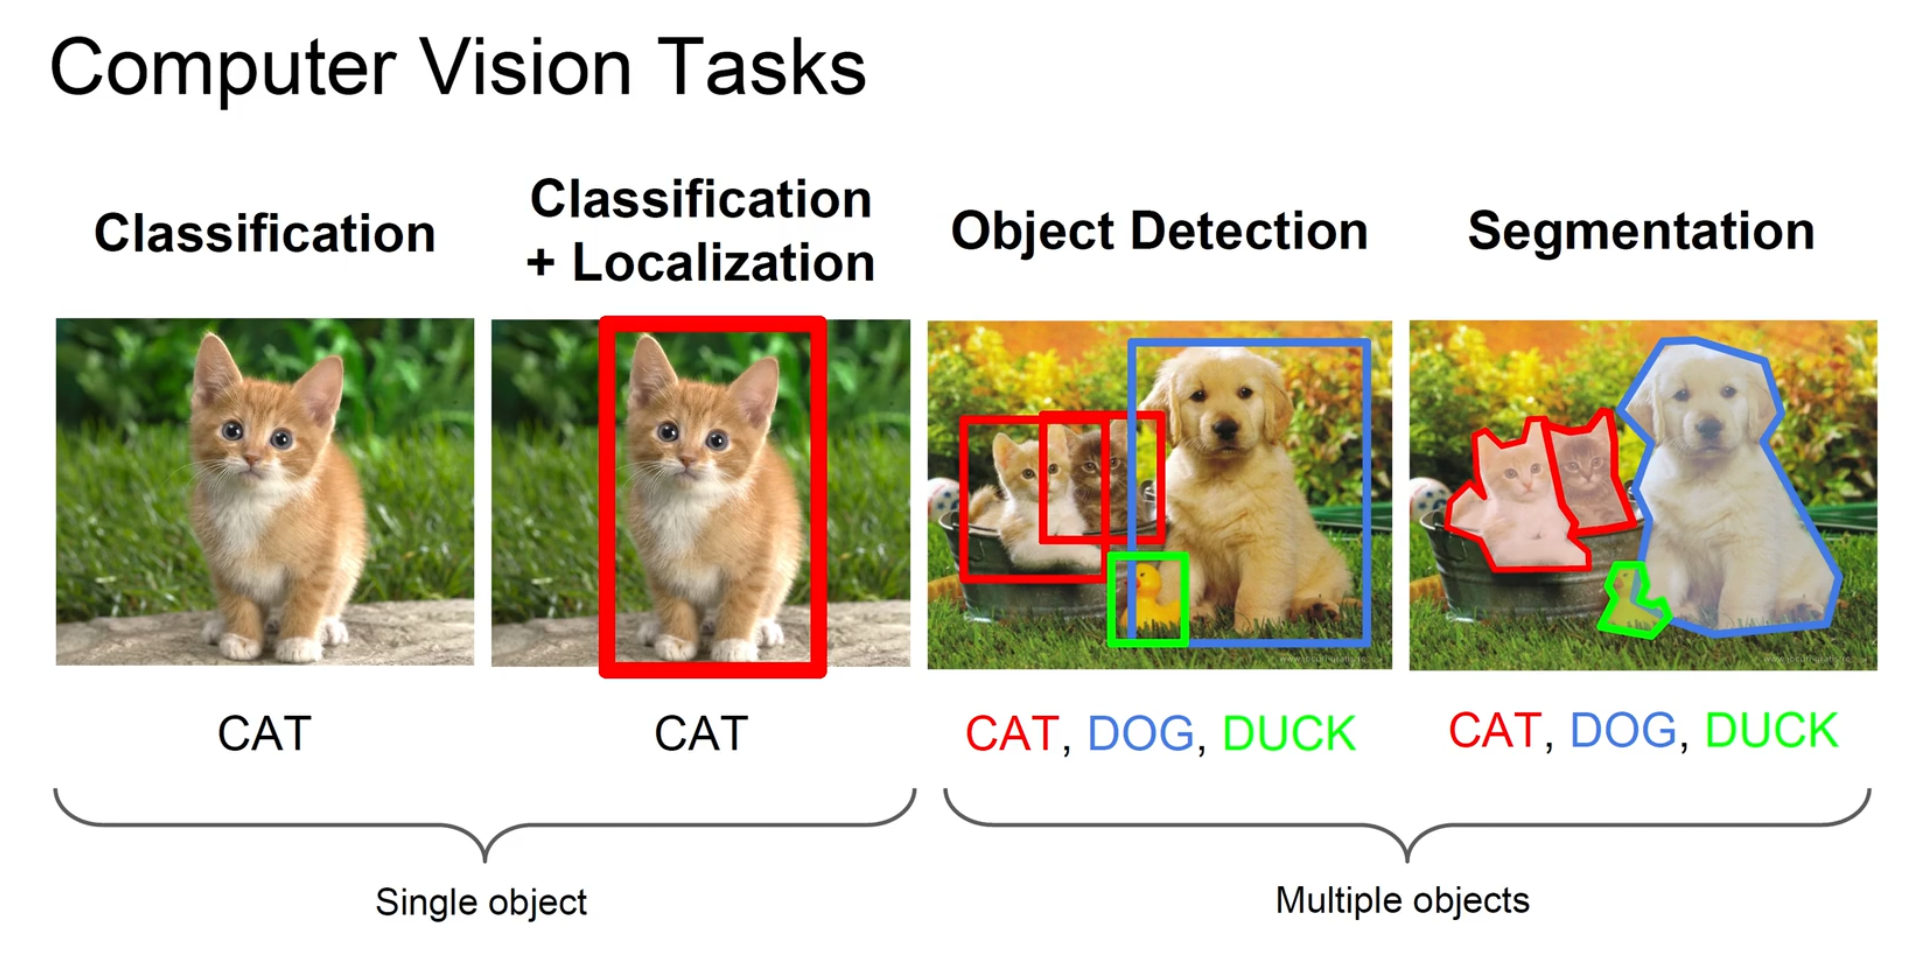 Computer Vision Tasks
Classification
Classification
+ Localization
Object Detection
Segmentation
CAT
CAT
CAT, DOG, DUCK
CAT, DOG, DUCK
Single object
Multiple objects